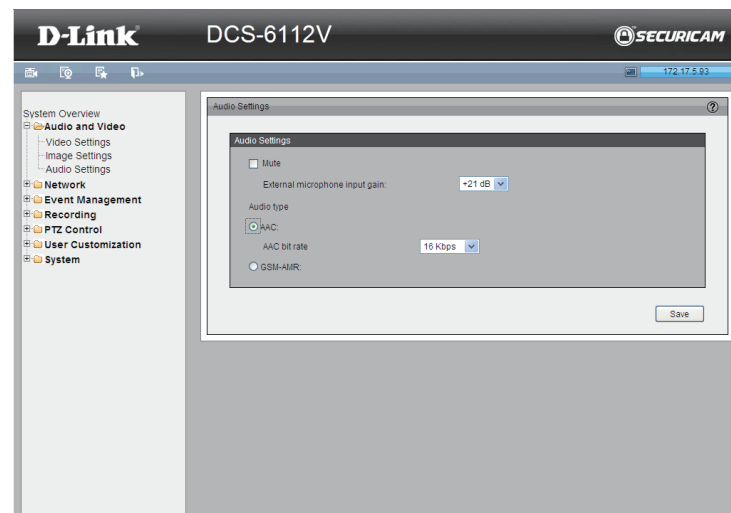 D-Link
DCS-6112V
SECURICAM
172.17.5.93
System Overview
Audio and Video
Video Settings
Image Settings
Audio Settings
Network
Event Management
Recording
PTZ Control
User Customization
System
Audio Settings
?
Audio Settings
Mute
External microphone input gain: +21 dB
Audio type
AAC:
AAC bit rate 16 Kbps
GSM-AMR:
Save